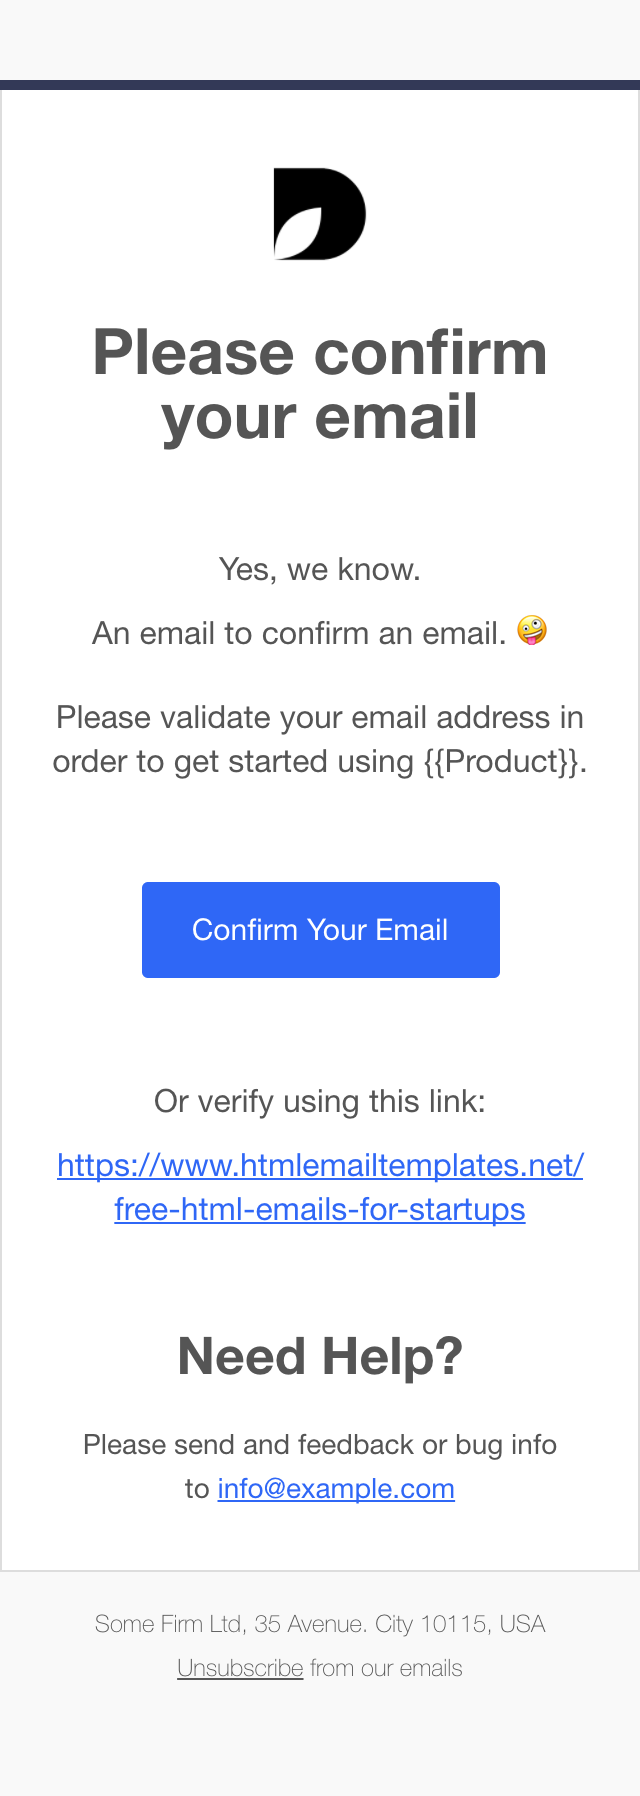 Please confirm
your email
Yes, we know.
An email to confirm an email. 🤪
Please validate your email address in
order to get started using {{Product}}.
Confirm Your Email
Or verify using this link:
https://www.htmlemailtemplates.net/
free-html-emails-for-startups
Need Help?
Please send and feedback or bug info
to info@example.com
Some Firm Ltd, 35 Avenue. City 10115, USA
Unsubscribe from our emails